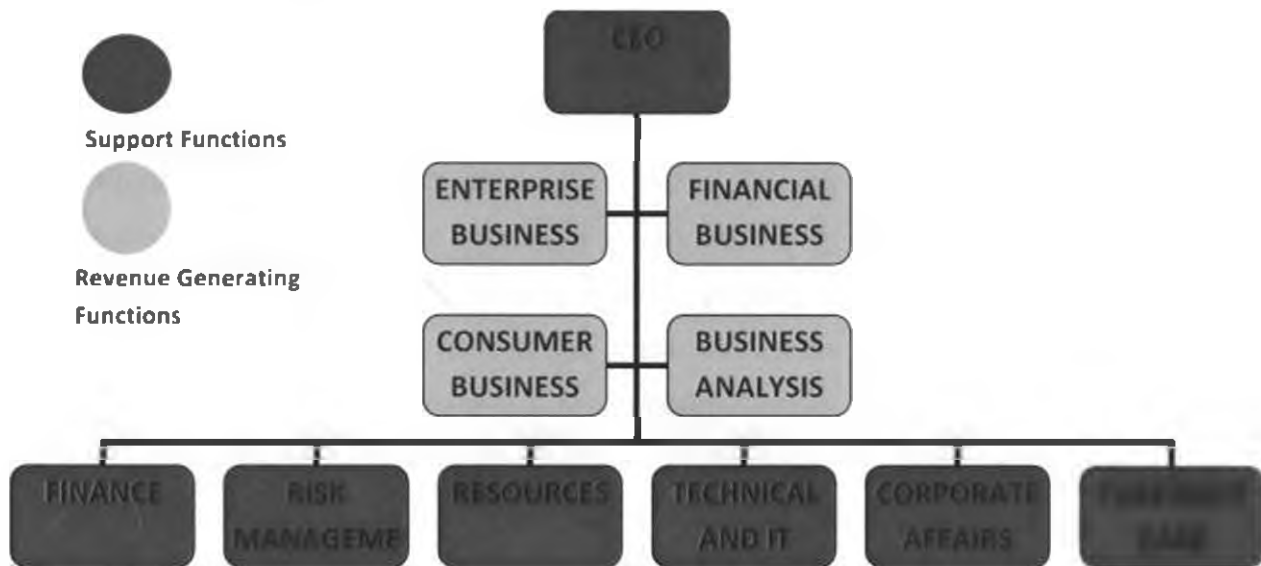 CEO
Support Functions
ENTERPRISE
BUSINESS
FINANCIAL
BUSINESS
Revenue Generating
Functions
CONSUMER
BUSINESS
BUSINESS
ANALYSIS
FINANCE
RISK
MANAGEME
RESOURCES
TECHNICAL
AND IT
CORPORATE
AFFAIRS